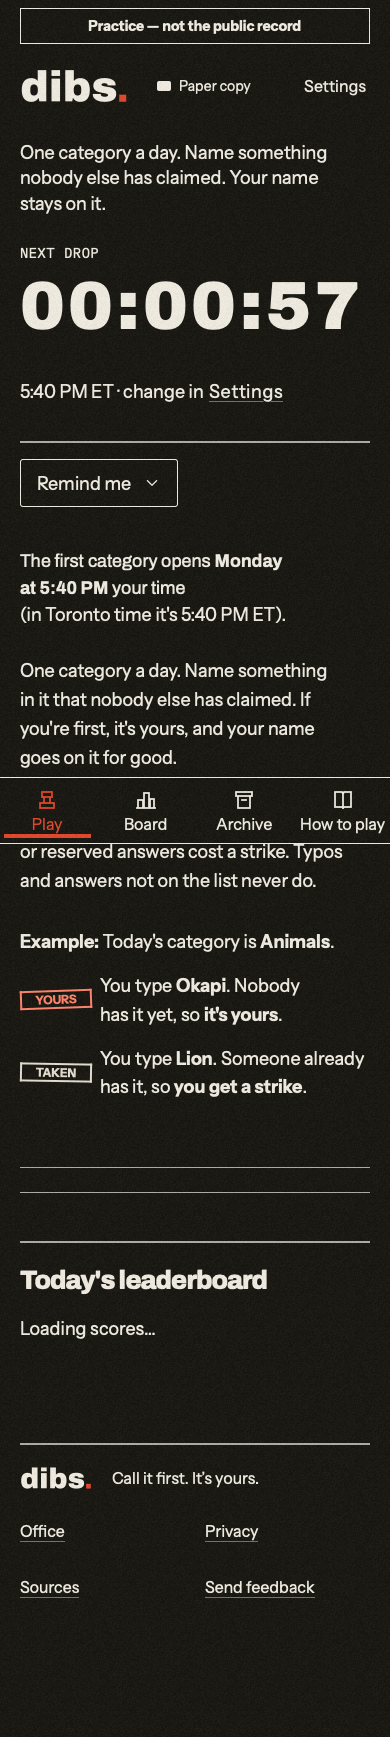 Practice — not the public record
dibs.
Paper copy
Settings
One category a day. Name something
nobody else has claimed. Your name
stays on it.
NEXT DROP
00:00:57
5:40 PM ET · change in Settings
Remind me
The first category opens Monday
at 5:40 PM your time
(in Toronto time it's 5:40 PM ET).
One category a day. Name something
in it that nobody else has claimed. If
you're first, it's yours, and your name
goes on it for good.
Play
Board
Archive
How to play
or reserved answers cost a strike. Typos
and answers not on the list never do.
Example: Today's category is Animals.
YOURS
You type Okapi. Nobody
has it yet, so it's yours.
TAKEN
You type Lion. Someone already
has it, so you get a strike.
Today's leaderboard
Loading scores…
dibs.
Call it first. It's yours.
Office
Privacy
Sources
Send feedback